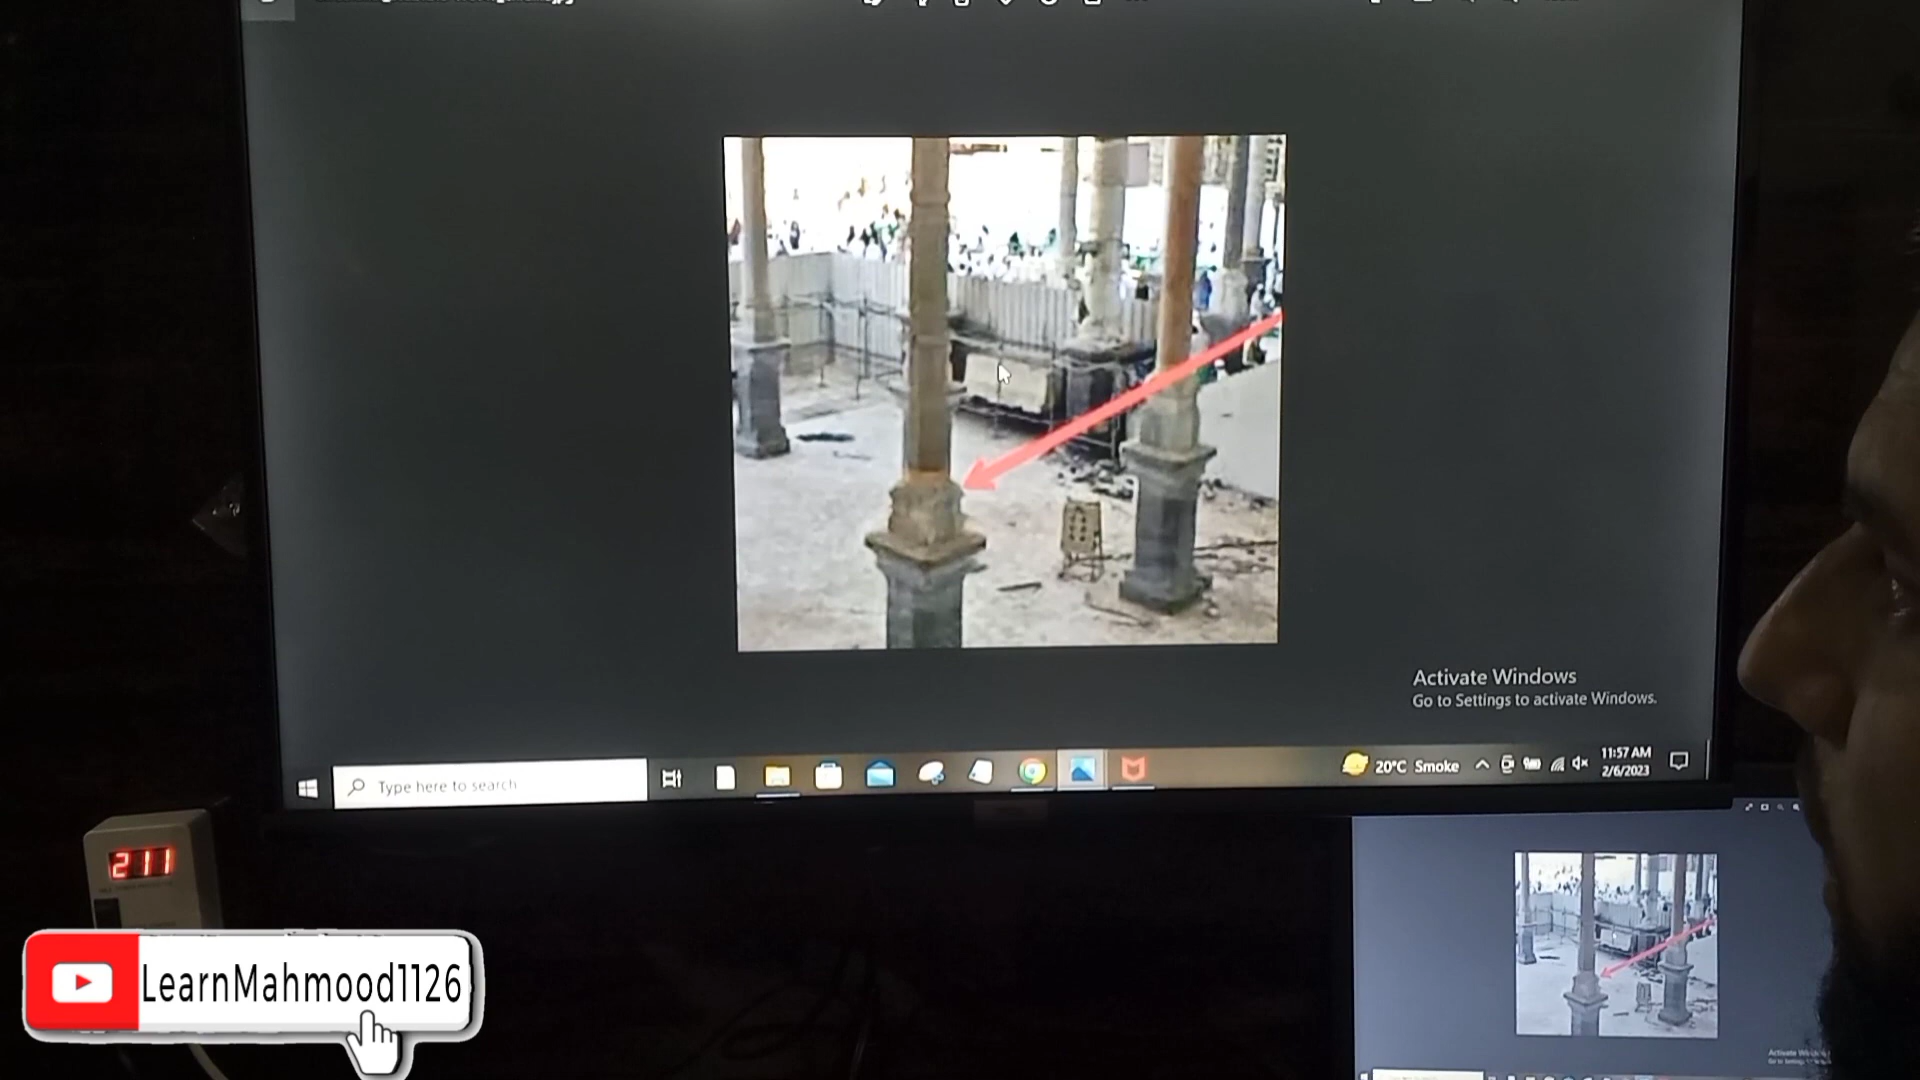 Activate Windows
Go to Settings to activate Windows.
Type here to search
20°C Smoke
11:57 AM
2/6/2023
211
LearnMahmood1126
Activate